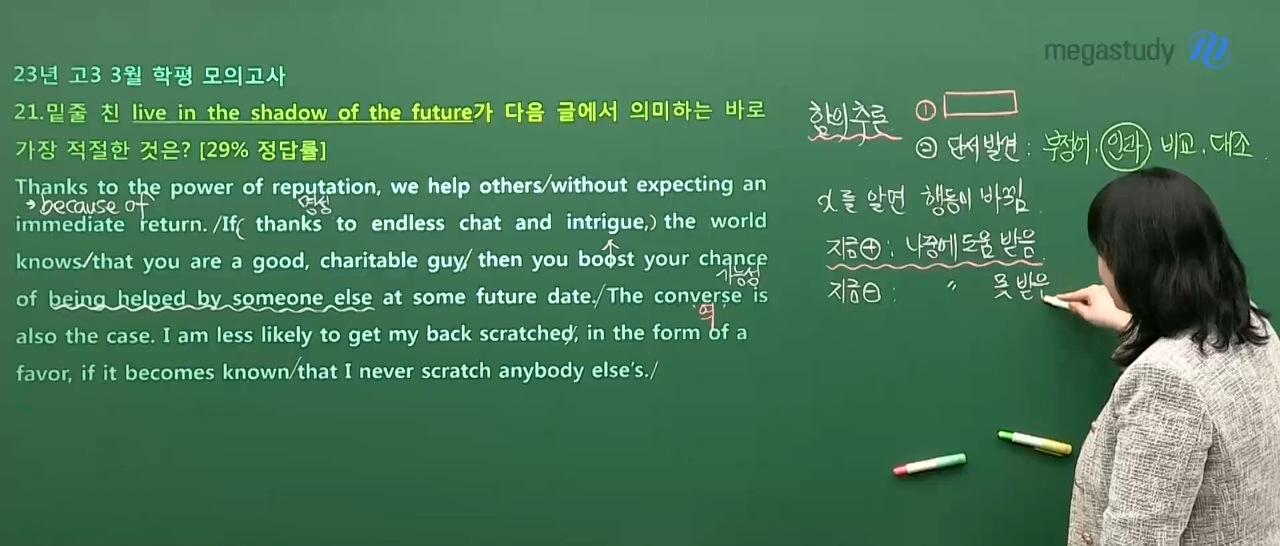 megastudy
23년 고3 3월 학평 모의고사
21.밑줄 친 live in the shadow of the future가 다음 글에서 의미하는 바로
가장 적절한 것은? [29% 정답률]
Thanks to the power of reputation, we help others/without expecting an
→because of 명성
immediate return. /If( thanks to endless chat and intrigue,) the world
knows/that you are a good, charitable guy/ then you boost your chance
가능성
of being helped by someone else at some future date./The converse is
역
also the case. I am less likely to get my back scratched/, in the form of a
favor, if it becomes known/that I never scratch anybody else's./
함의추론 ① 
② 단서발견 : 부정어. 인과. 비교. 대조
α를 알면 행동이 바뀜.
지금⊕ : 나중에 도움 받음
지금⊖ : 〃 못 받음